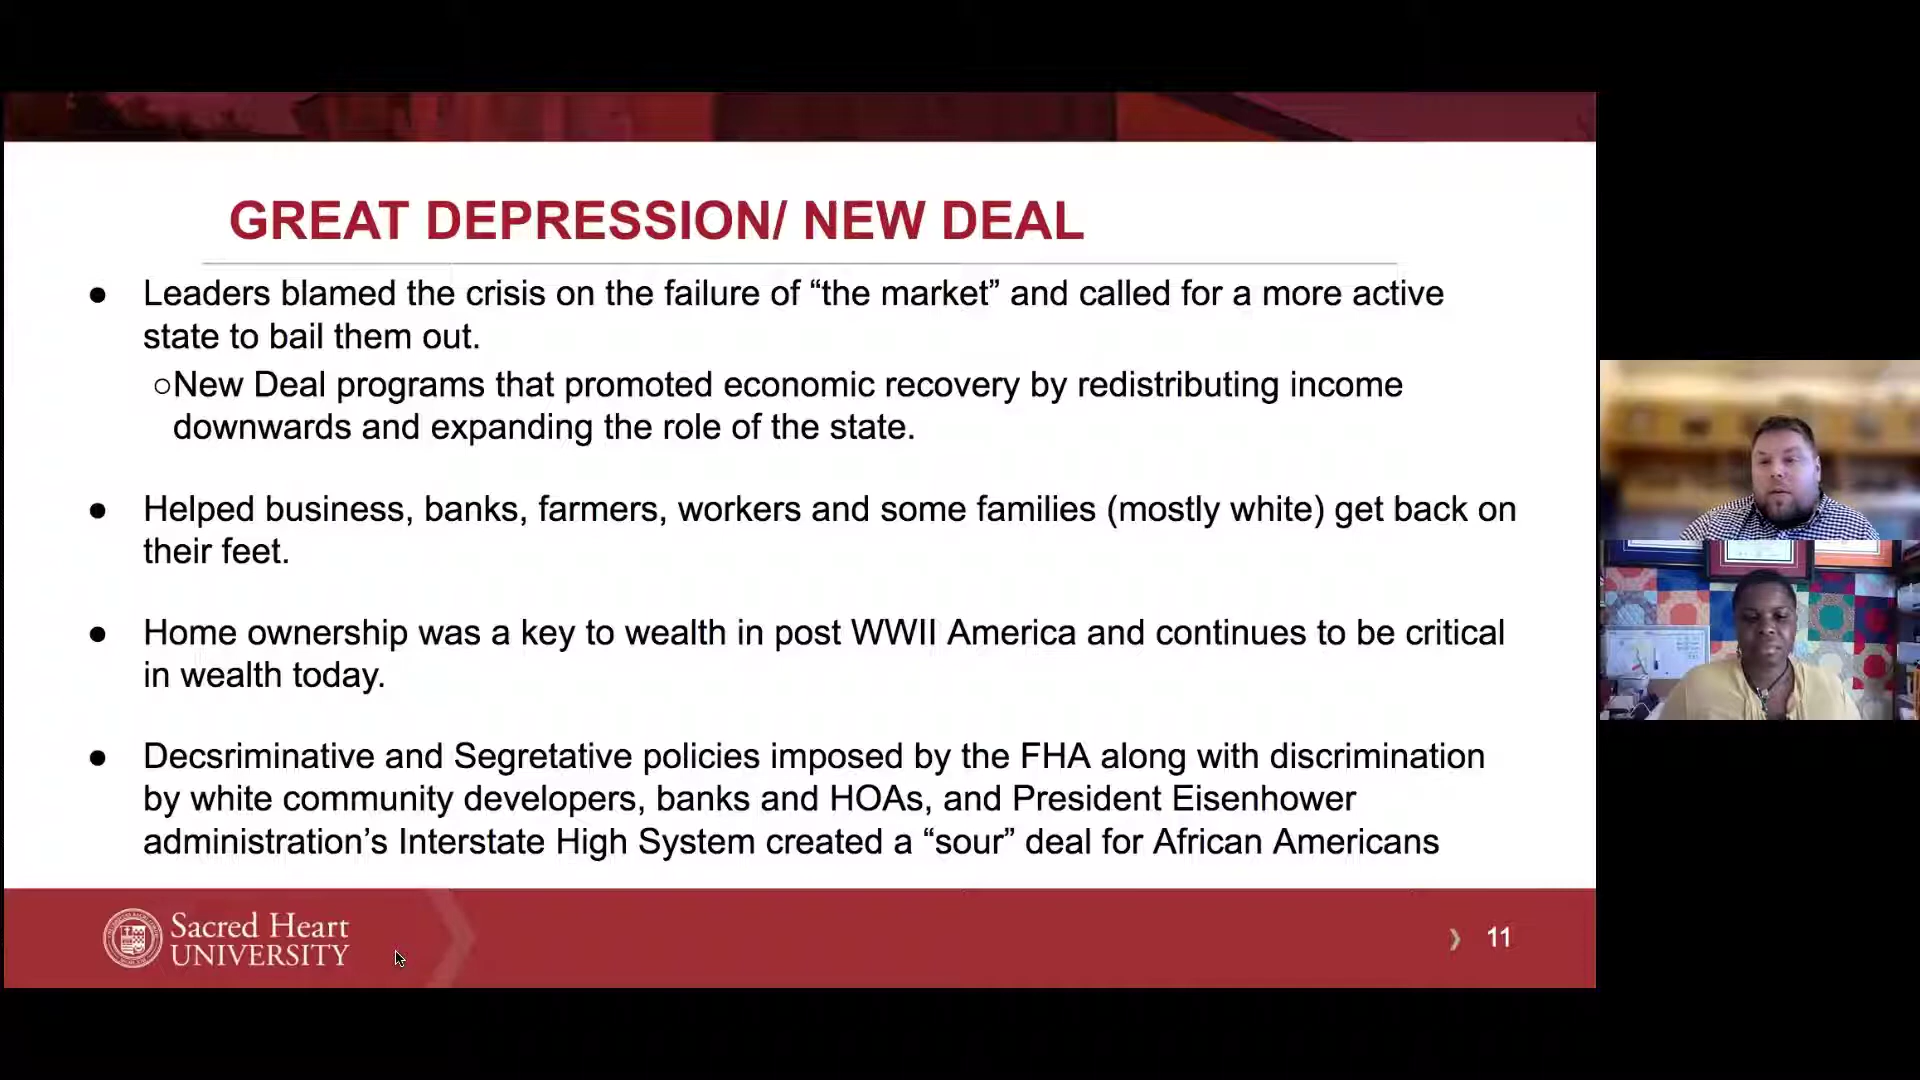 GREAT DEPRESSION/ NEW DEAL
● Leaders blamed the crisis on the failure of “the market” and called for a more active
state to bail them out.
○New Deal programs that promoted economic recovery by redistributing income
downwards and expanding the role of the state.
● Helped business, banks, farmers, workers and some families (mostly white) get back on
their feet.
● Home ownership was a key to wealth in post WWII America and continues to be critical
in wealth today.
● Decsriminative and Segretative policies imposed by the FHA along with discrimination
by white community developers, banks and HOAs, and President Eisenhower
administration’s Interstate High System created a “sour” deal for African Americans
Sacred Heart
UNIVERSITY
11